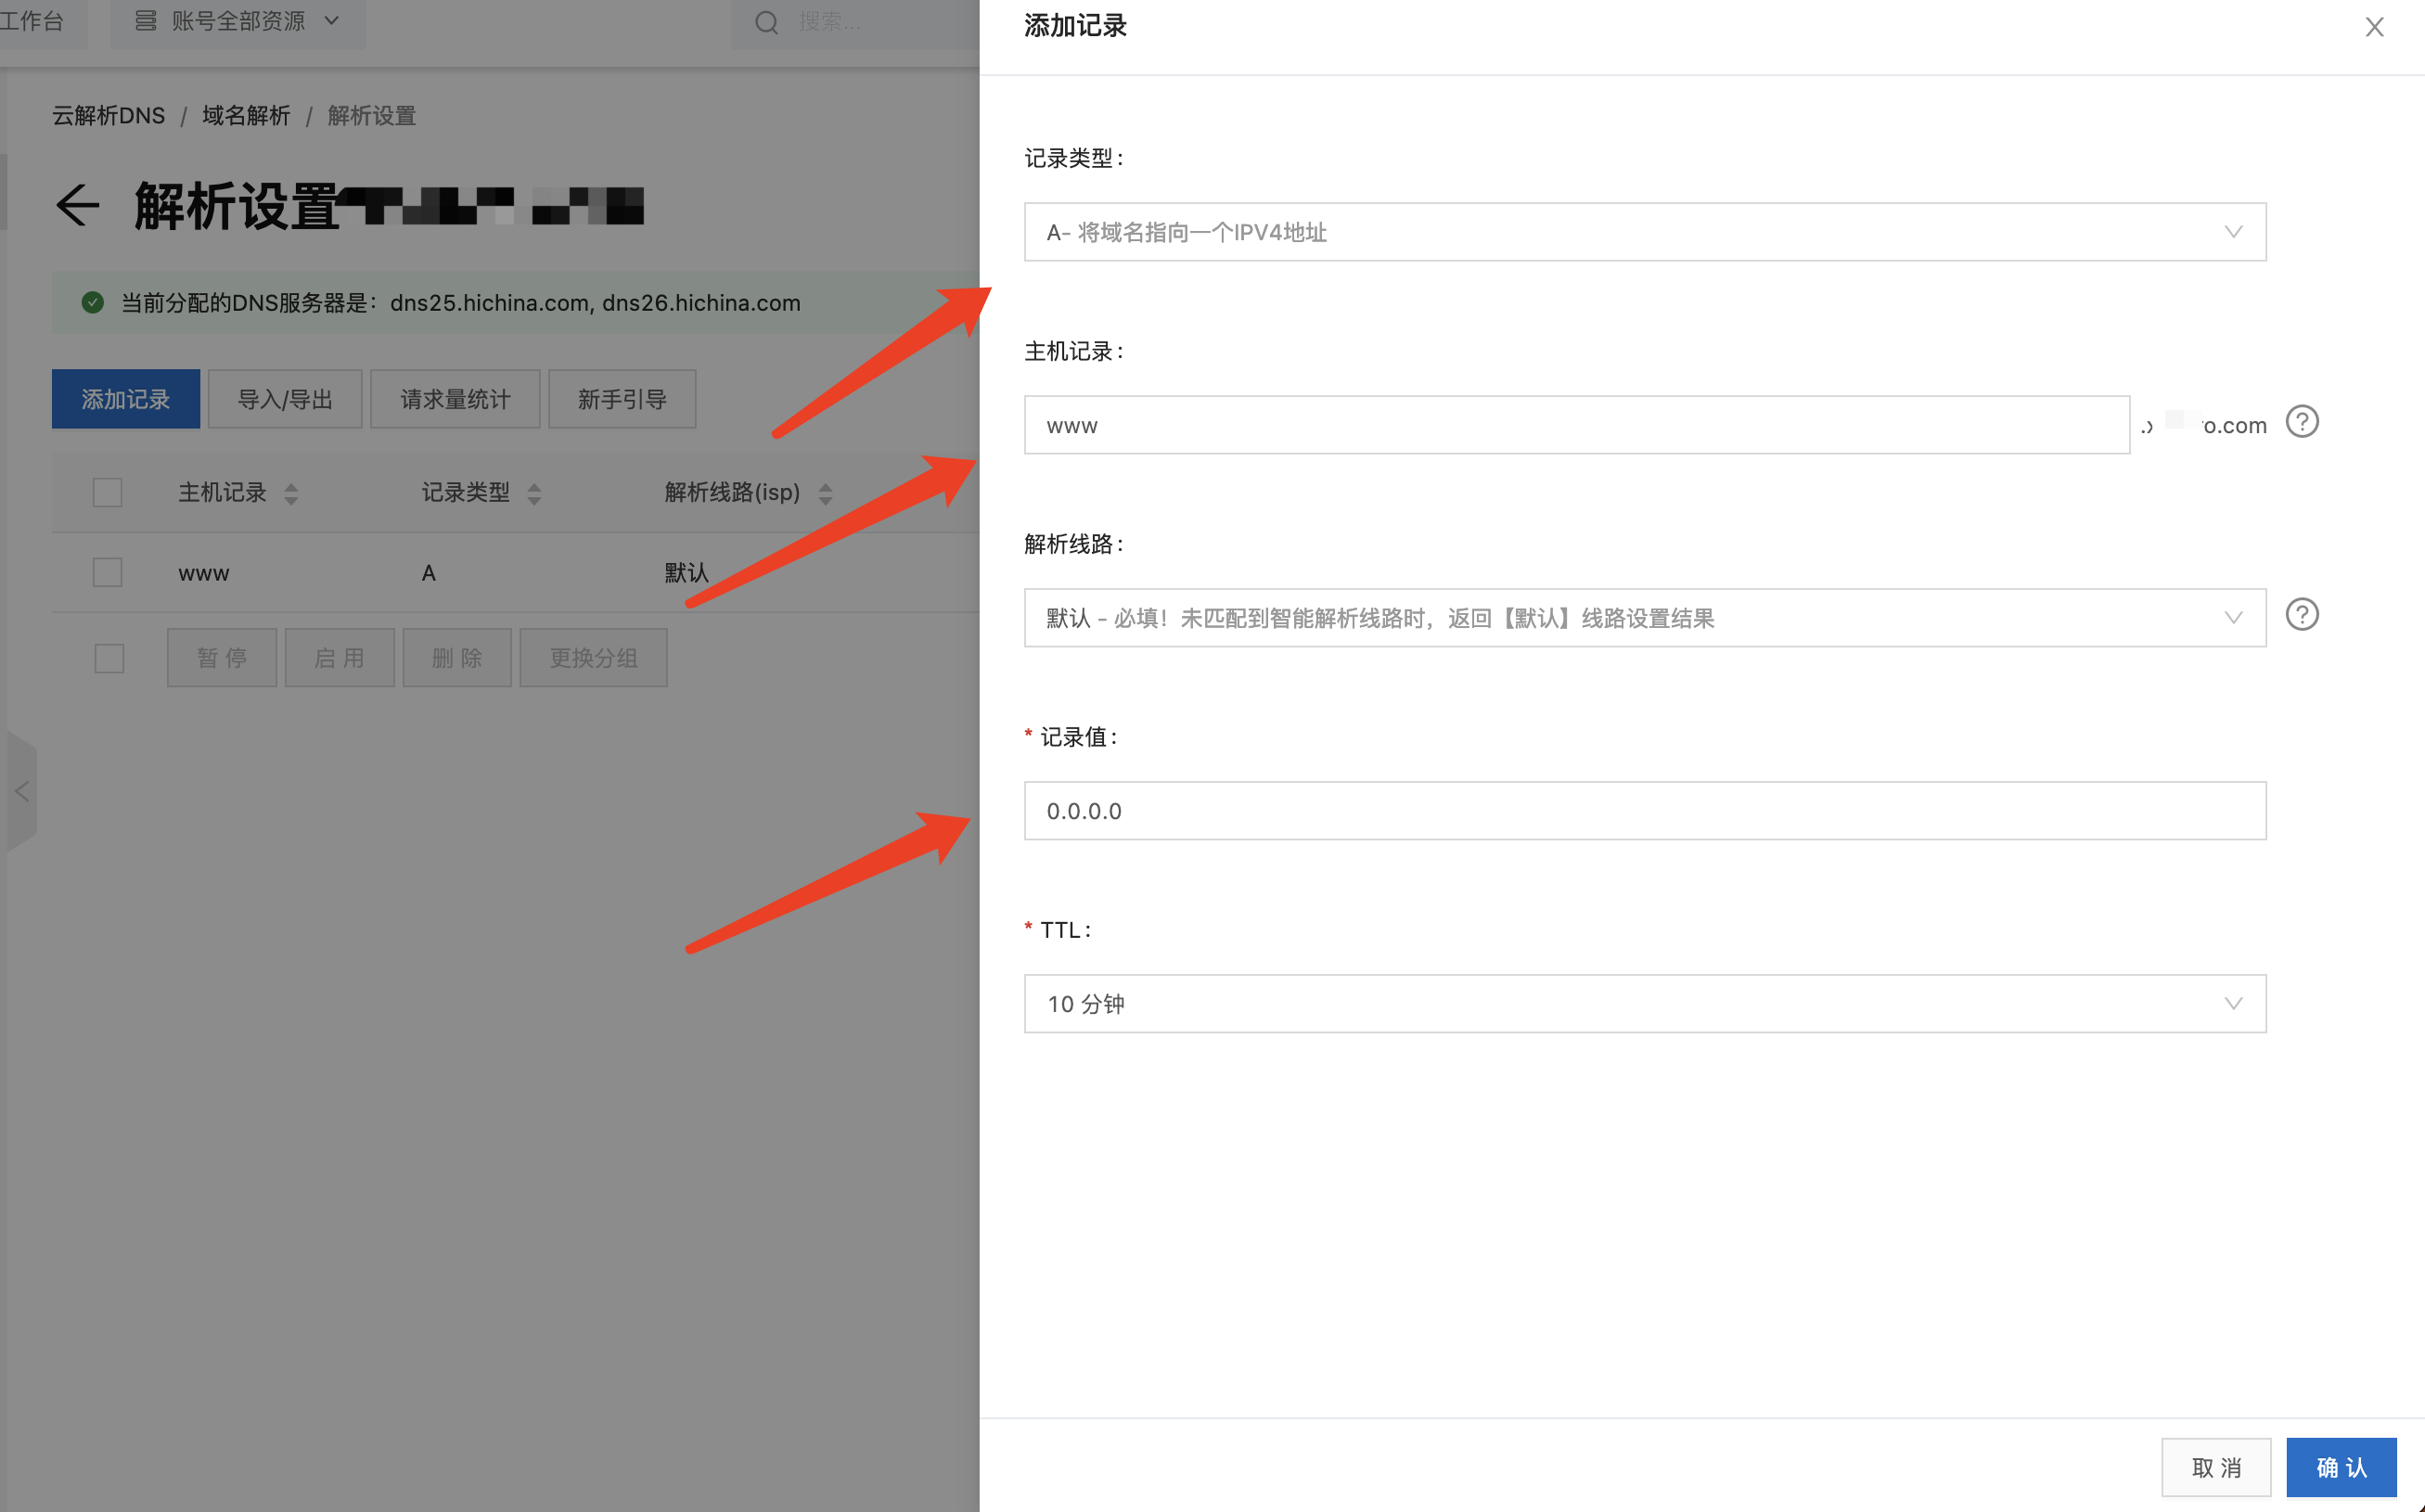 工作台
账号全部资源
搜索...
云解析DNS / 域名解析 / 解析设置
解析设置
当前分配的DNS服务器是：dns25.hichina.com, dns26.hichina.com
添加记录
导入/导出
请求量统计
新手引导
主机记录
记录类型
解析线路(isp)
www
A
默认
暂 停
启 用
删 除
更换分组
添加记录
记录类型:
A- 将域名指向一个IPV4地址
主机记录:
www
o.com
解析线路:
默认 - 必填！未匹配到智能解析线路时，返回【默认】线路设置结果
* 记录值:
0.0.0.0
* TTL:
10 分钟
取 消
确 认